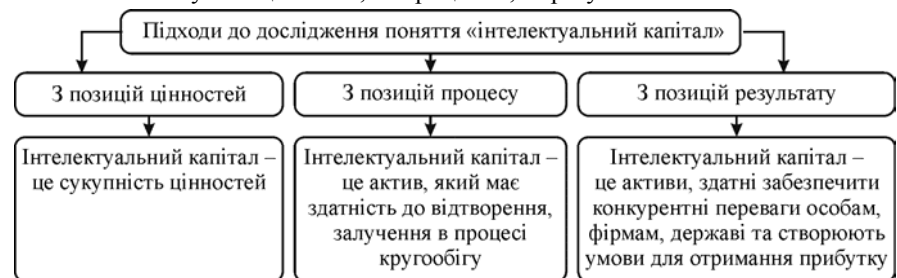 Підходи до дослідження поняття «інтелектуальний капітал»
З позицій цінностей
З позицій процесу
З позицій результату
Інтелектуальний капітал –
це сукупність цінностей
Інтелектуальний капітал –
це актив, який має
здатність до відтворення,
залучення в процесі
кругообігу
Інтелектуальний капітал –
це активи, здатні забезпечити
конкурентні переваги особам,
фірмам, державі та створюють
умови для отримання прибутку